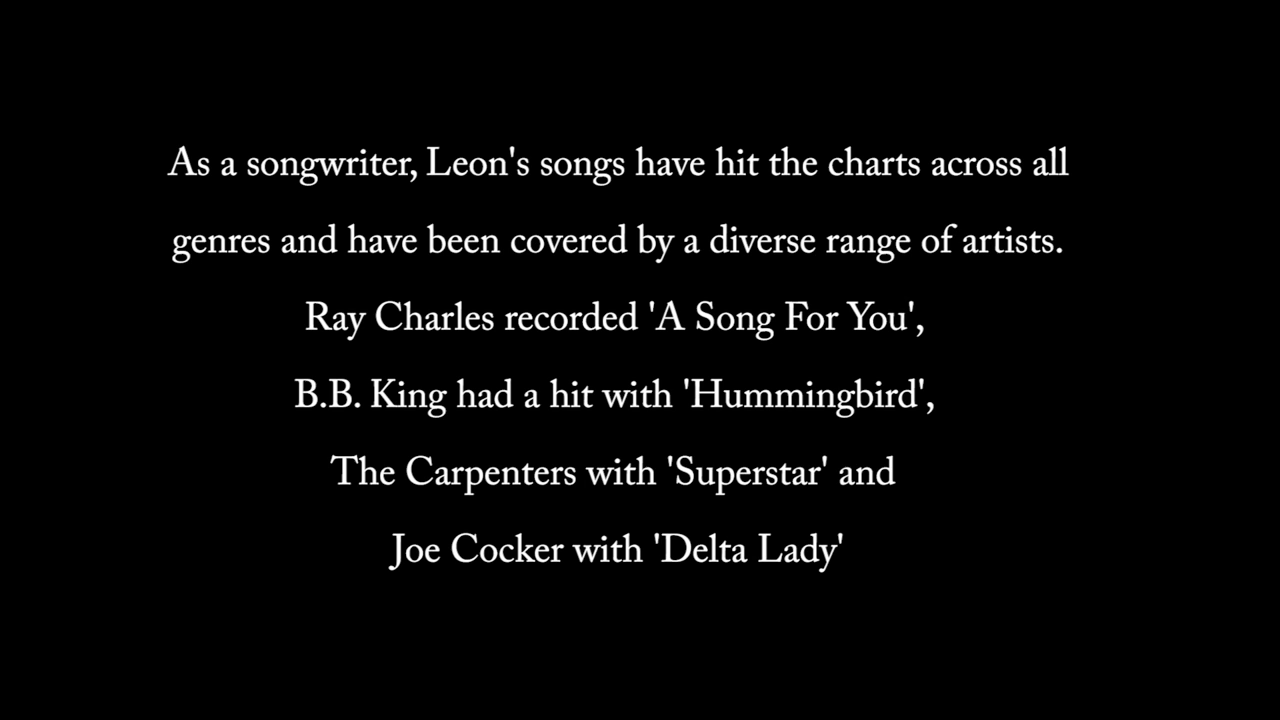 As a songwriter, Leon's songs have hit the charts across all
genres and have been covered by a diverse range of artists.
Ray Charles recorded 'A Song For You',
B.B. King had a hit with 'Hummingbird',
The Carpenters with 'Superstar' and
Joe Cocker with 'Delta Lady'